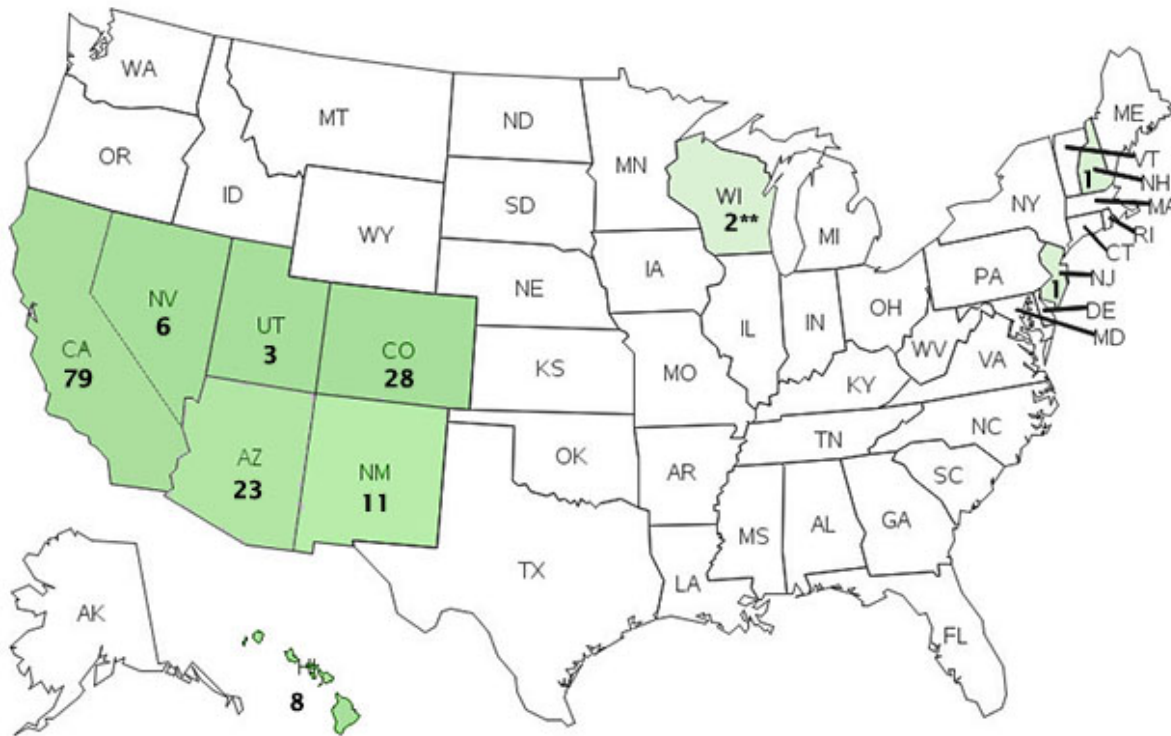 WA
MT
ND
MN
ME
OR
ID
SD
WI
2**
MI
NY
VT
NH
1
MA
RI
CT
WY
IA
NE
PA
NJ
1
DE
MD
NV
6
UT
3
CO
28
CA
79
KS
MO
IL
IN
OH
WV
VA
KY
AZ
23
NM
11
OK
AR
TN
NC
SC
MS
AL
GA
TX
LA
FL
AK
HI
8